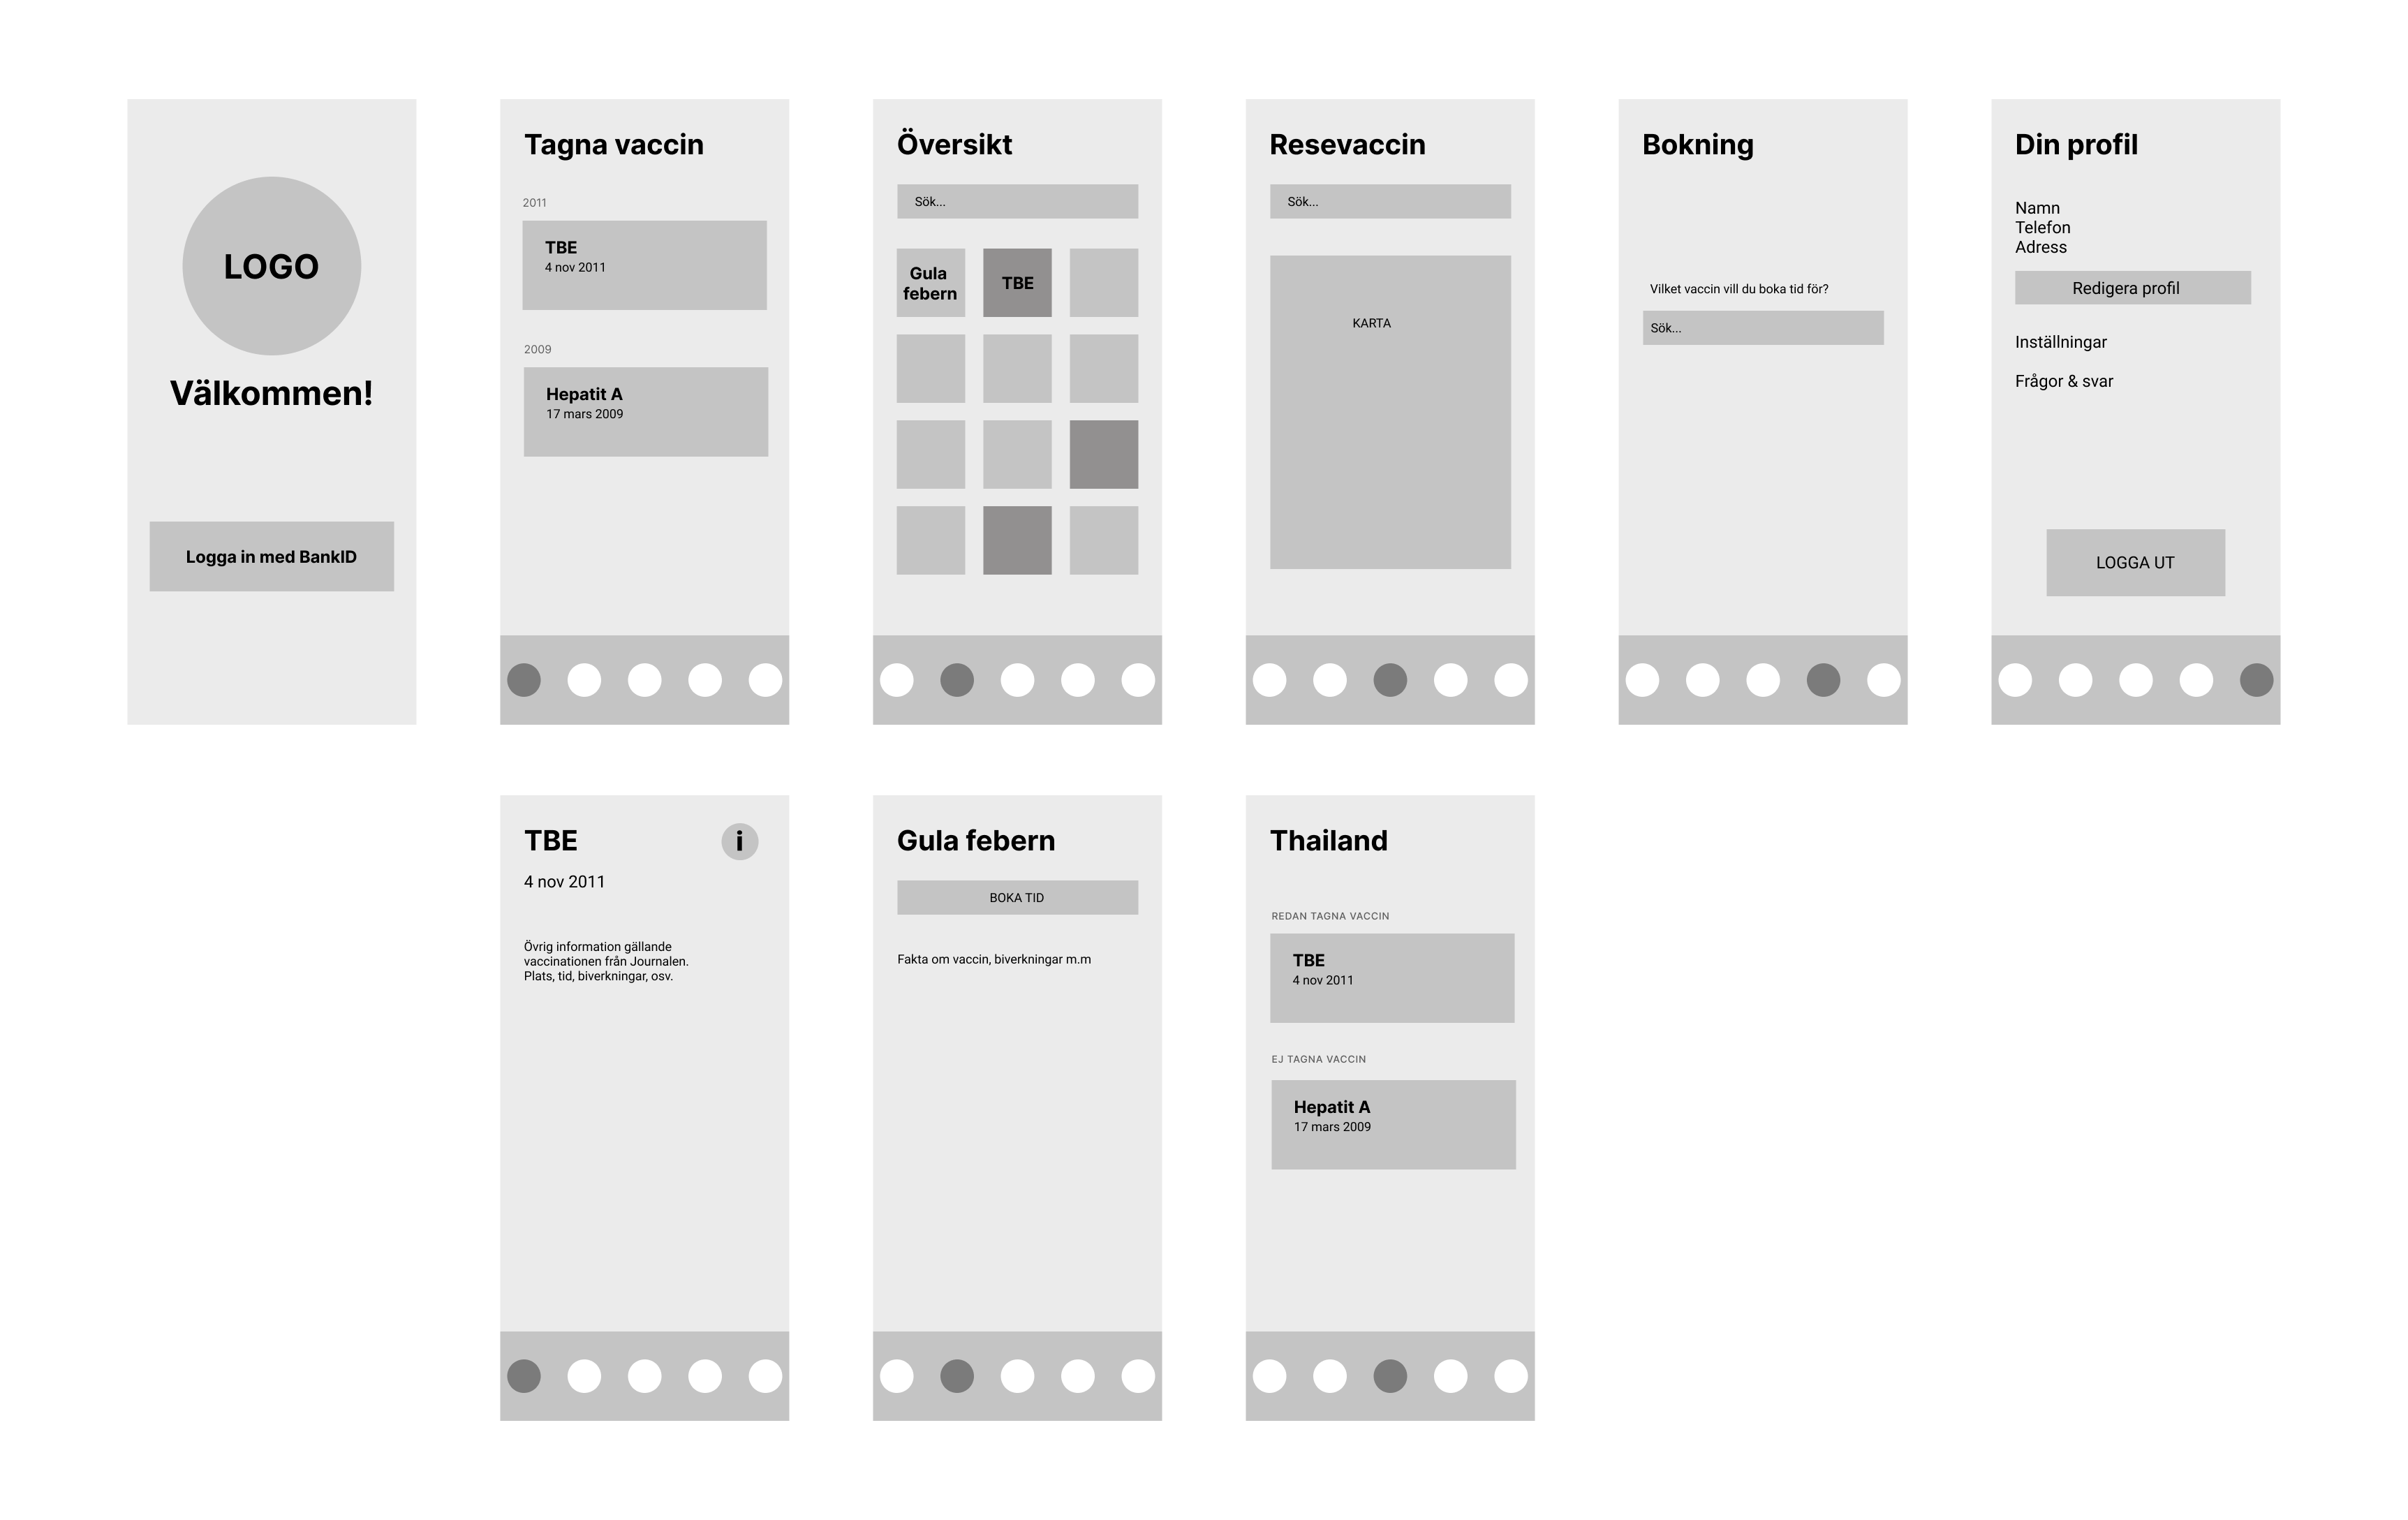 LOGO
Välkommen!
Logga in med BankID
Tagna vaccin
2011
TBE
4 nov 2011
2009
Hepatit A
17 mars 2009
Översikt
Sök...
Gula
febern
TBE
Resevaccin
Sök...
KARTA
Bokning
Vilket vaccin vill du boka tid för?
Sök...
Din profil
Namn
Telefon
Adress
Redigera profil
Inställningar
Frågor & svar
LOGGA UT
TBE
i
4 nov 2011
Övrig information gällande
vaccinationen från Journalen.
Plats, tid, biverkningar, osv.
Gula febern
BOKA TID
Fakta om vaccin, biverkningar m.m
Thailand
REDAN TAGNA VACCIN
TBE
4 nov 2011
EJ TAGNA VACCIN
Hepatit A
17 mars 2009